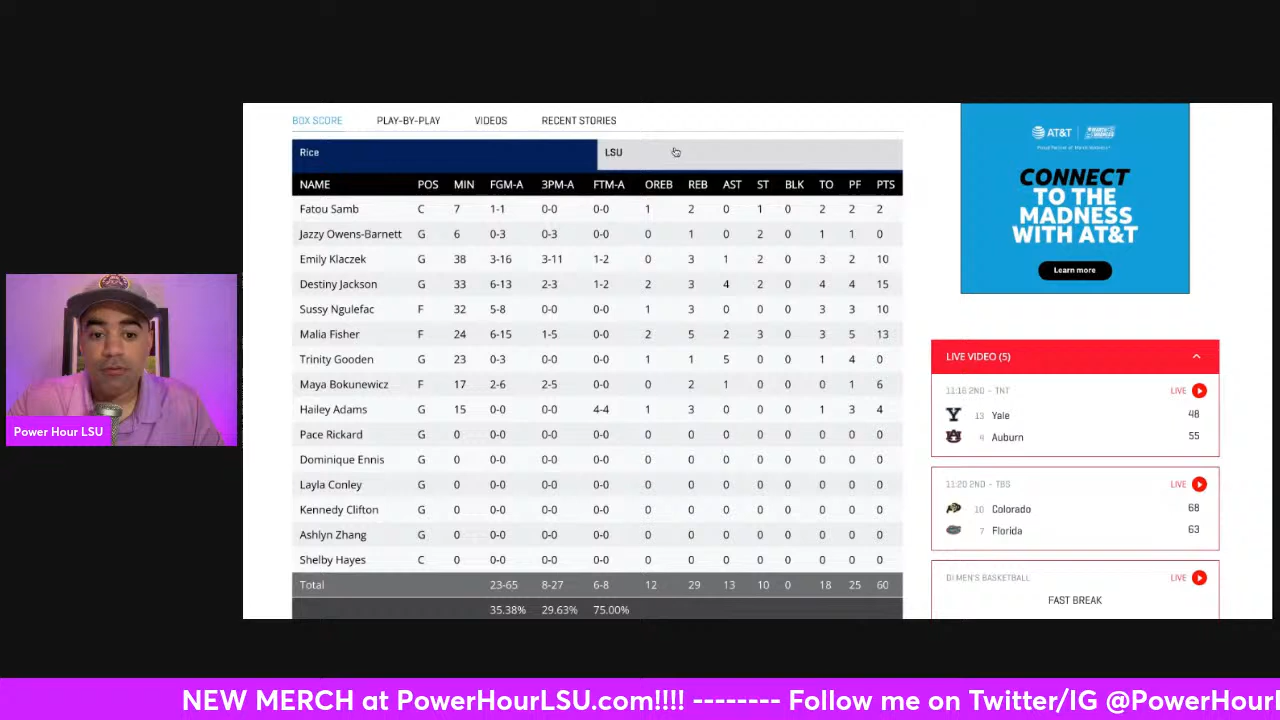 BOX SCORE PLAY-BY-PLAY VIDEOS RECENT STORIES
Rice LSU
NAME POS MIN FGM-A 3PM-A FTM-A OREB REB AST ST BLK TO PF PTS
Fatou Samb C 7 1-1 0-0 0-0 1 2 0 1 0 2 2 2
Jazzy Owens-Barnett G 6 0-3 0-3 0-0 0 1 0 2 0 1 1 0
Emily Klaczek G 38 3-16 3-11 1-2 0 3 1 2 0 3 2 10
Destiny Jackson G 33 6-13 2-3 1-2 2 3 4 2 0 4 4 15
Sussy Ngulefac F 32 5-8 0-0 0-0 1 3 0 0 0 3 3 10
Malia Fisher F 24 6-15 1-5 0-0 2 5 2 3 0 3 5 13
Trinity Gooden G 23 0-3 0-0 0-0 1 1 5 0 0 1 4 0
Maya Bokunewicz F 17 2-6 2-5 0-0 0 2 1 0 0 0 1 6
Hailey Adams G 15 0-0 0-0 4-4 1 3 0 0 0 1 3 4
Pace Rickard G 0 0-0 0-0 0-0 0 0 0 0 0 0 0 0
Dominique Ennis G 0 0-0 0-0 0-0 0 0 0 0 0 0 0 0
Layla Conley G 0 0-0 0-0 0-0 0 0 0 0 0 0 0 0
Kennedy Clifton G 0 0-0 0-0 0-0 0 0 0 0 0 0 0 0
Ashlyn Zhang G 0 0-0 0-0 0-0 0 0 0 0 0 0 0 0
Shelby Hayes C 0 0-0 0-0 0-0 0 0 0 0 0 0 0 0
Total 23-65 8-27 6-8 12 29 13 10 0 18 25 60
35.38% 29.63% 75.00%
AT&T
CONNECT
TO THE
MADNESS
WITH AT&T
Learn more
LIVE VIDEO (5)
11:16 2ND - TNT LIVE
13 Yale 48
4 Auburn 55
11:20 2ND - TBS LIVE
10 Colorado 68
7 Florida 63
DI MEN'S BASKETBALL LIVE
FAST BREAK
Power Hour LSU
NEW MERCH at PowerHourLSU.com!!!! -------- Follow me on Twitter/IG @PowerHour